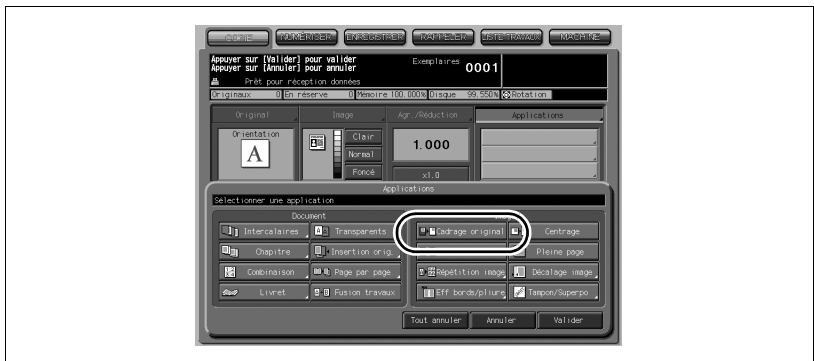 COPIE NUMÉRISER ENREGISTRER RAPPELER LISTE TRAVAUX MACHINE
Appuyer sur [Valider] pour valider
Appuyer sur [Annuler] pour annuler
Exemplaires 0001
Prêt pour réception données
Originaux 0 En réserve 0 Mémoire 100.000% Disque 99.550% Rotation
Original Image Agr./Réduction Applications
Orientation
A
Clair
Normal
Foncé
1.000
x1.0
Applications
Sélectionner une application
Document
Intercalaires Transparents Cadrage original Centrage
Chapitre Insertion orig. Pleine page
Combinaison Page par page Répétition image Décalage image
Livret Fusion travaux Eff bords/pliure Tampon/Superpo
Tout annuler Annuler Valider